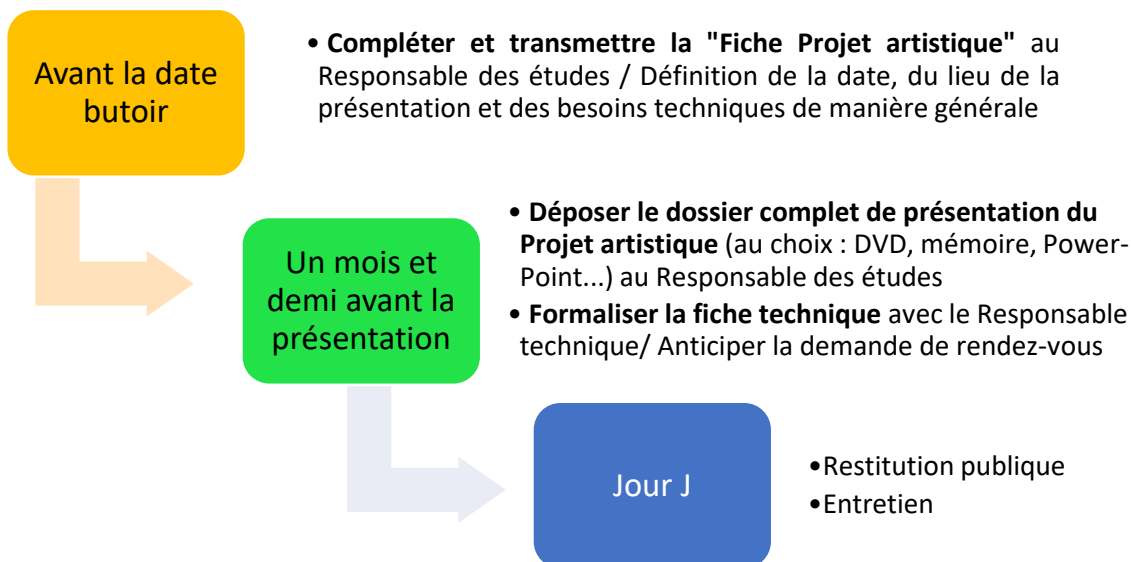 Avant la date
butoir
• Compléter et transmettre la "Fiche Projet artistique" au
Responsable des études / Définition de la date, du lieu de la
présentation et des besoins techniques de manière générale
Un mois et
demi avant la
présentation
• Déposer le dossier complet de présentation du
Projet artistique (au choix : DVD, mémoire, Power-
Point...) au Responsable des études
• Formaliser la fiche technique avec le Responsable
technique/ Anticiper la demande de rendez-vous
Jour J
•Restitution publique
•Entretien